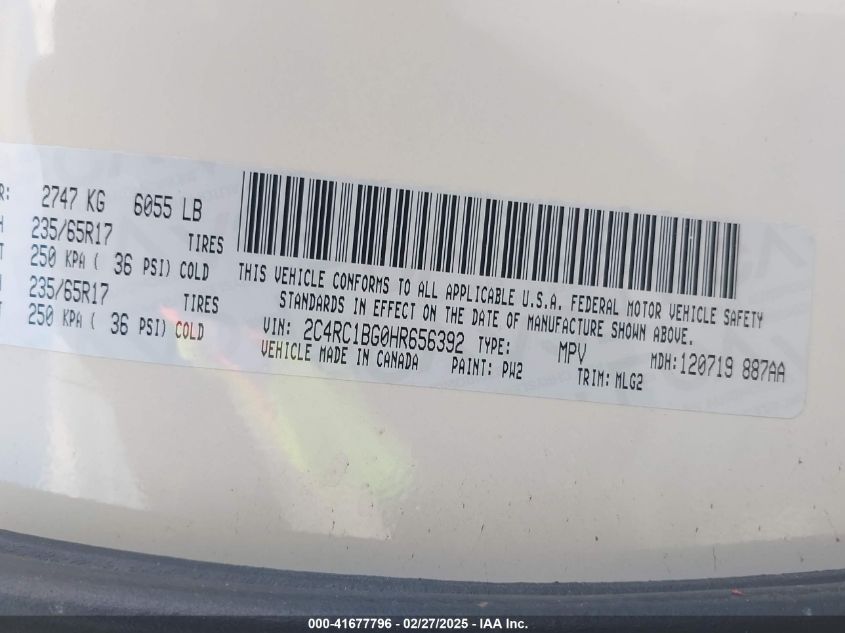 R: 2747 KG 6055 LB
H 235/65R17 TIRES
T 250 KPA ( 36 PSI) COLD
H 235/65R17 TIRES
T 250 KPA ( 36 PSI) COLD
THIS VEHICLE CONFORMS TO ALL APPLICABLE U.S.A. FEDERAL MOTOR VEHICLE SAFETY
STANDARDS IN EFFECT ON THE DATE OF MANUFACTURE SHOWN ABOVE.
VIN: 2C4RC1BG0HR656392 TYPE: MPV MDH:120719 887AA
VEHICLE MADE IN CANADA PAINT: PW2 TRIM: MLG2
000-41677796 - 02/27/2025 - IAA Inc.